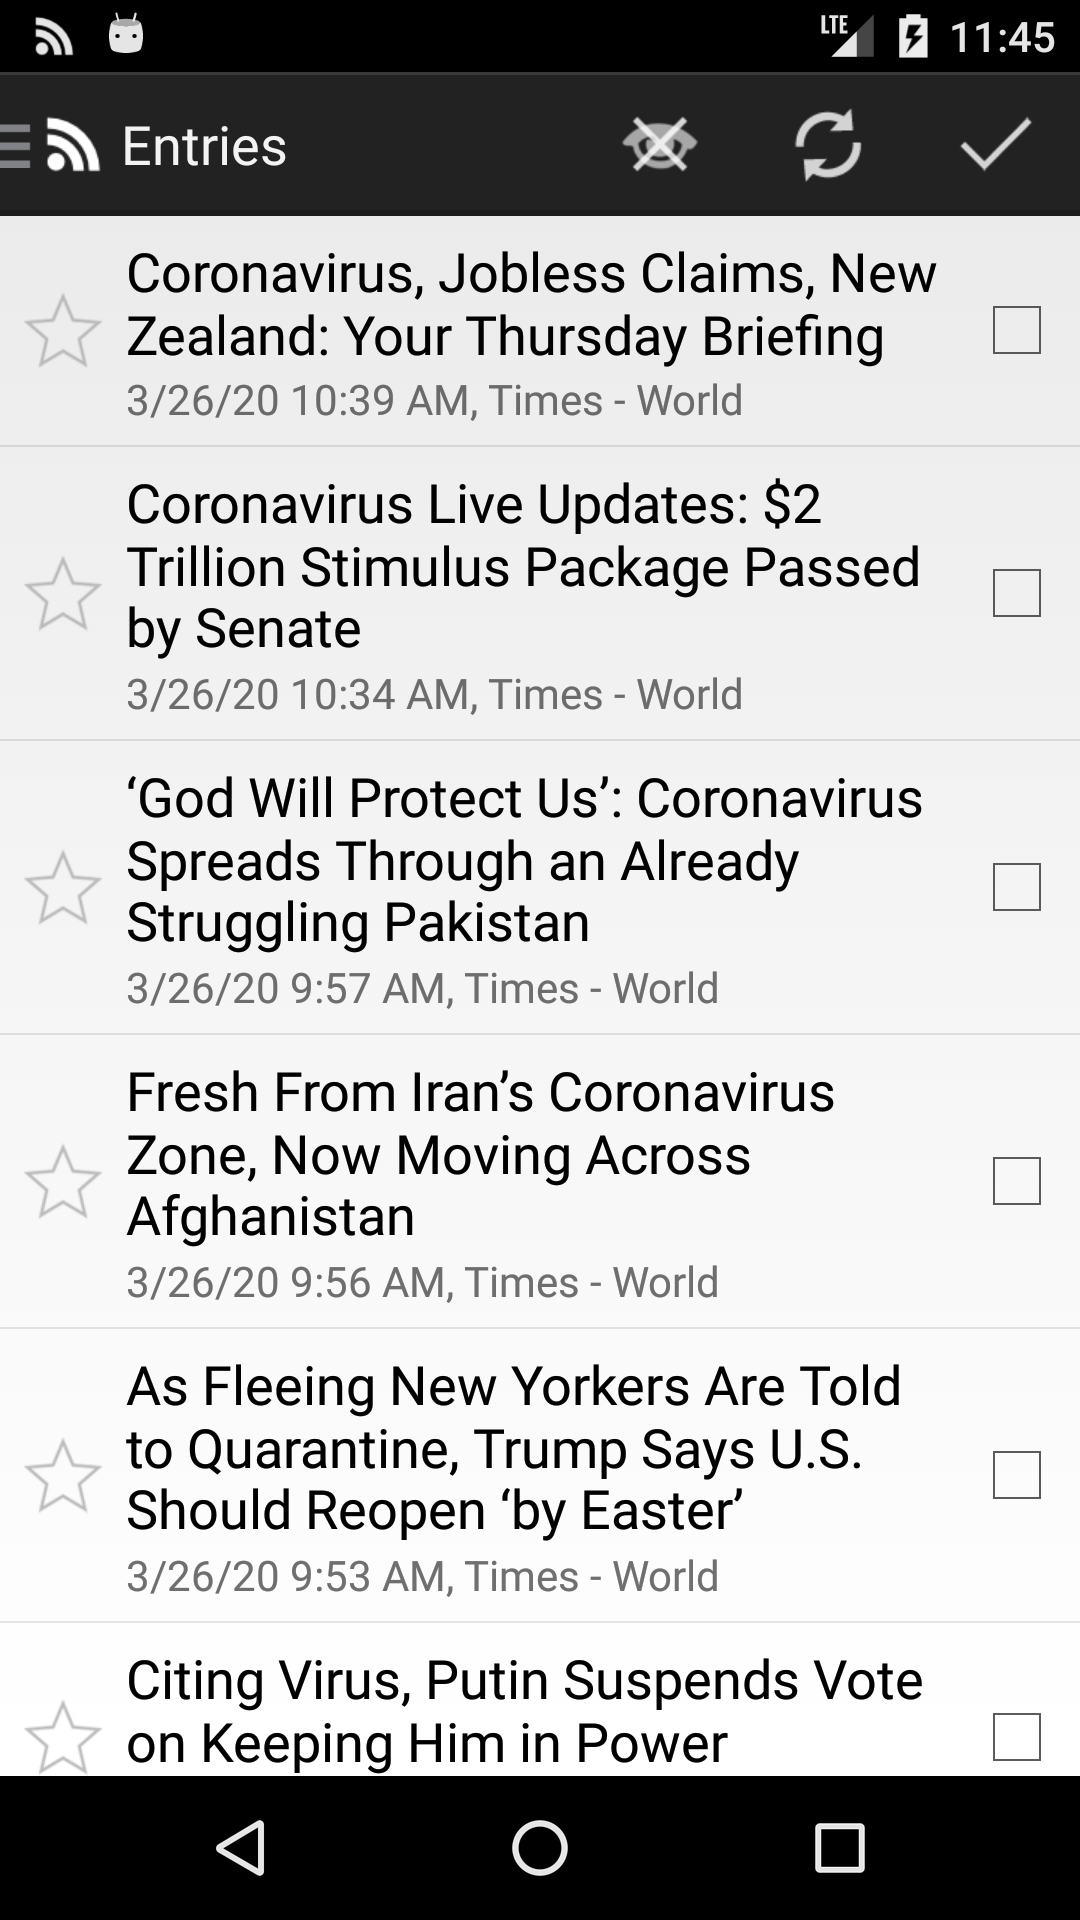 LTE 11:45
Entries
Coronavirus, Jobless Claims, New
Zealand: Your Thursday Briefing
3/26/20 10:39 AM, Times - World
Coronavirus Live Updates: $2
Trillion Stimulus Package Passed
by Senate
3/26/20 10:34 AM, Times - World
‘God Will Protect Us’: Coronavirus
Spreads Through an Already
Struggling Pakistan
3/26/20 9:57 AM, Times - World
Fresh From Iran’s Coronavirus
Zone, Now Moving Across
Afghanistan
3/26/20 9:56 AM, Times - World
As Fleeing New Yorkers Are Told
to Quarantine, Trump Says U.S.
Should Reopen ‘by Easter’
3/26/20 9:53 AM, Times - World
Citing Virus, Putin Suspends Vote
on Keeping Him in Power